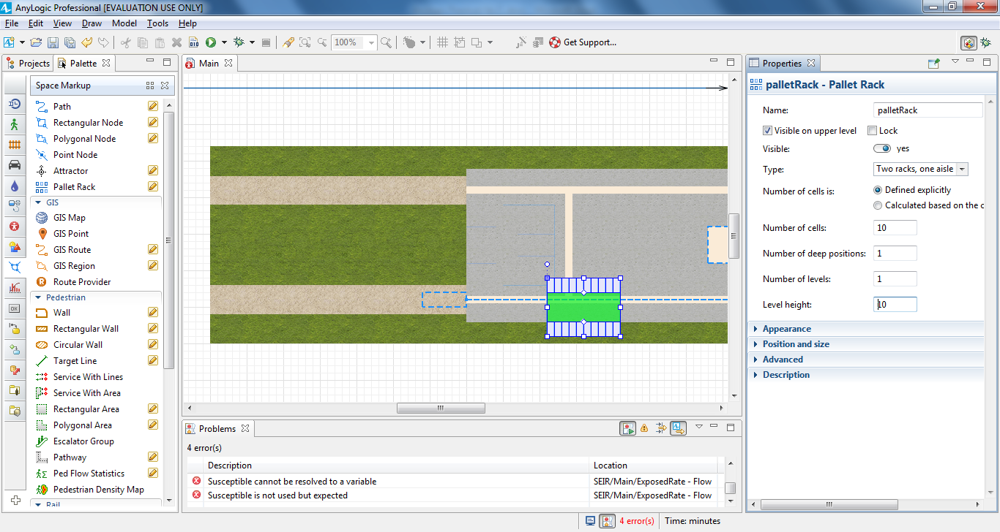 AnyLogic Professional [EVALUATION USE ONLY]
File Edit View Draw Model Tools Help
100% Get Support...
Projects Palette
Main
Properties
Space Markup
Path
Rectangular Node
Polygonal Node
Point Node
Attractor
Pallet Rack
GIS
GIS Map
GIS Point
GIS Route
GIS Region
Route Provider
Pedestrian
Wall
Rectangular Wall
Circular Wall
Target Line
Service With Lines
Service With Area
Rectangular Area
Polygonal Area
Escalator Group
Pathway
Ped Flow Statistics
Pedestrian Density Map
Rail
OK
palletRack - Pallet Rack
Name: palletRack
Visible on upper level Lock
Visible: yes
Type: Two racks, one aisle
Number of cells is: Defined explicitly
Calculated based on the c
Number of cells: 10
Number of deep positions: 1
Number of levels: 1
Level height: 10
Appearance
Position and size
Advanced
Description
Problems
4 error(s)
Description Location
Susceptible cannot be resolved to a variable SEIR/Main/ExposedRate - Flow
Susceptible is not used but expected SEIR/Main/ExposedRate - Flow
4 error(s) Time: minutes